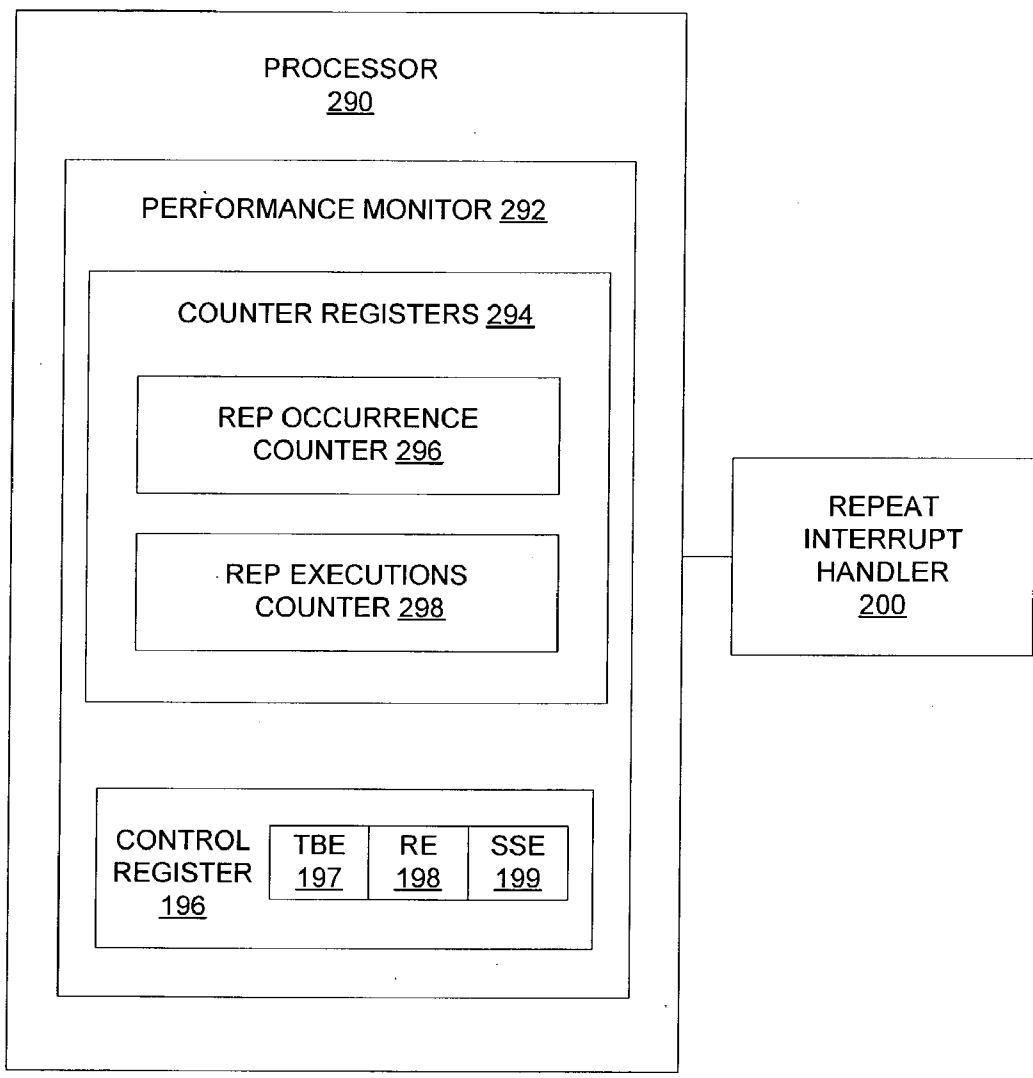 PROCESSOR
290
PERFORMANCE MONITOR 292
COUNTER REGISTERS 294
REP OCCURRENCE
COUNTER 296
REP EXECUTIONS
COUNTER 298
REPEAT
INTERRUPT
HANDLER
200
CONTROL
REGISTER
196
TBE
197
RE
198
SSE
199